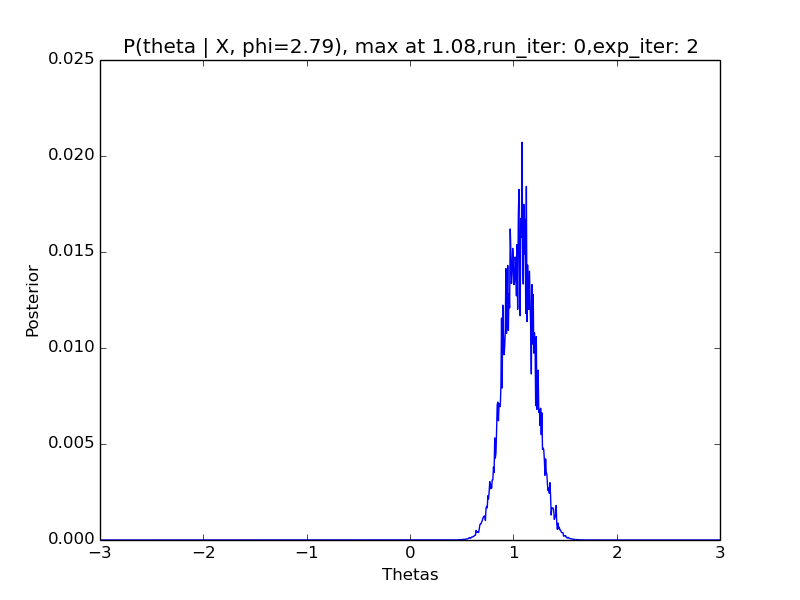 P(theta | X, phi=2.79), max at 1.08,run_iter: 0,exp_iter: 2
0.025
0.020
0.015
0.010
0.005
0.000
Posterior
−3 −2 −1 0 1 2 3
Thetas